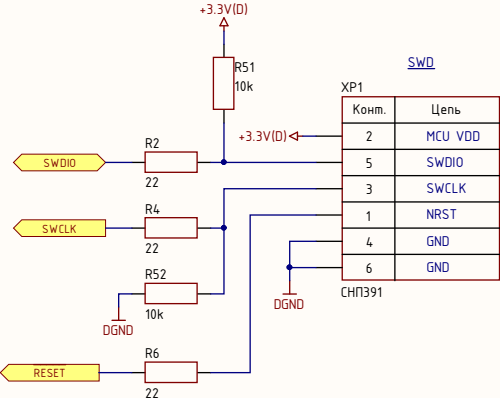 +3.3V(D)
R51
10k
SWD
XP1
Конт.	Цепь
+3.3V(D)
2	MCU VDD
R2
SWDIO
22
5	SWDIO
3	SWCLK
R4
SWCLK
22
1	NRST
4	GND
R52
10k
DGND
6	GND
DGND
СНП391
R6
RESET
22